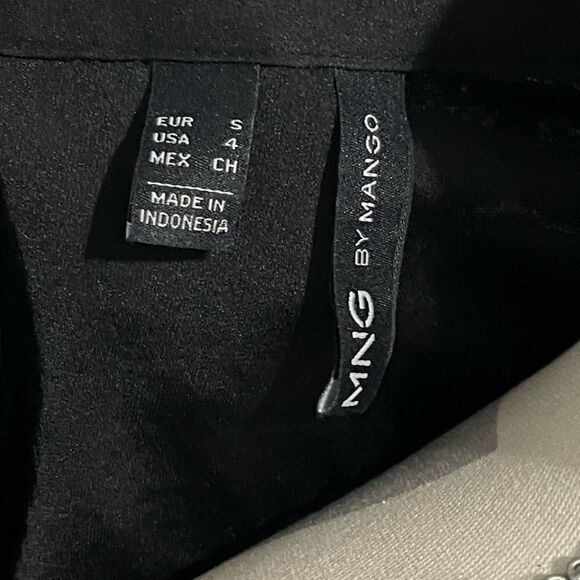 EUR S
USA 4
MEX CH
MADE IN
INDONESIA
MNG BY MANGO